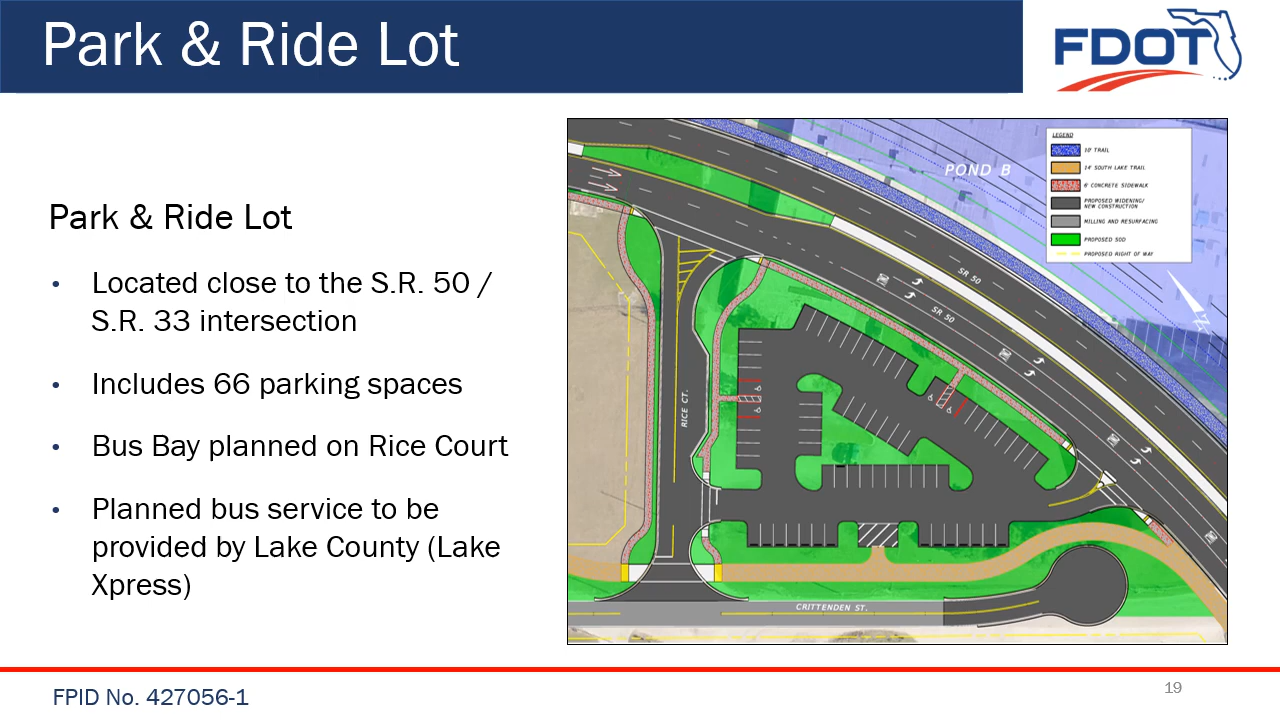 Park & Ride Lot
FDOT
Park & Ride Lot
• Located close to the S.R. 50 /
S.R. 33 intersection
• Includes 66 parking spaces
• Bus Bay planned on Rice Court
• Planned bus service to be
provided by Lake County (Lake
Xpress)
POND B
LEGEND
10' TRAIL
14' SOUTH LAKE TRAIL
6' CONCRETE SIDEWALK
PROPOSED WIDENING/
NEW CONSTRUCTION
MILLING AND RESURFACING
PROPOSED SOD
PROPOSED RIGHT OF WAY
N
SR 50
SR 50
RICE CT.
CRITTENDEN ST.
FPID No. 427056-1
19